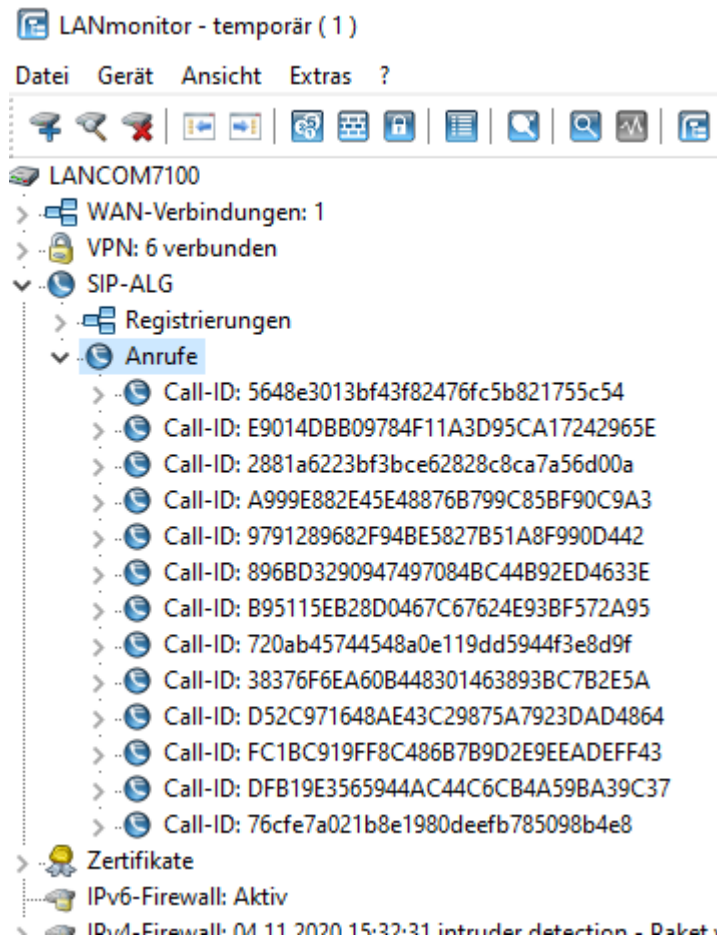 LANmonitor - temporär ( 1 )
Datei Gerät Ansicht Extras ?
LANCOM7100
WAN-Verbindungen: 1
VPN: 6 verbunden
SIP-ALG
Registrierungen
Anrufe
Call-ID: 5648e3013bf43f82476fc5b821755c54
Call-ID: E9014DBB09784F11A3D95CA17242965E
Call-ID: 2881a6223bf3bce62828c8ca7a56d00a
Call-ID: A999E882E45E48876B799C85BF90C9A3
Call-ID: 9791289682F94BE5827B51A8F990D442
Call-ID: 896BD3290947497084BC44B92ED4633E
Call-ID: B95115EB28D0467C67624E93BF572A95
Call-ID: 720ab45744548a0e119dd5944f3e8d9f
Call-ID: 38376F6EA60B448301463893BC7B2E5A
Call-ID: D52C971648AE43C29875A7923DAD4864
Call-ID: FC1BC919FF8C486B7B9D2E9EEADEFF43
Call-ID: DFB19E3565944AC44C6CB4A59BA39C37
Call-ID: 76cfe7a021b8e1980deefb785098b4e8
Zertifikate
IPv6-Firewall: Aktiv
IPv4-Firewall: 04.11.2020 15:32:31 intruder detection - Paket